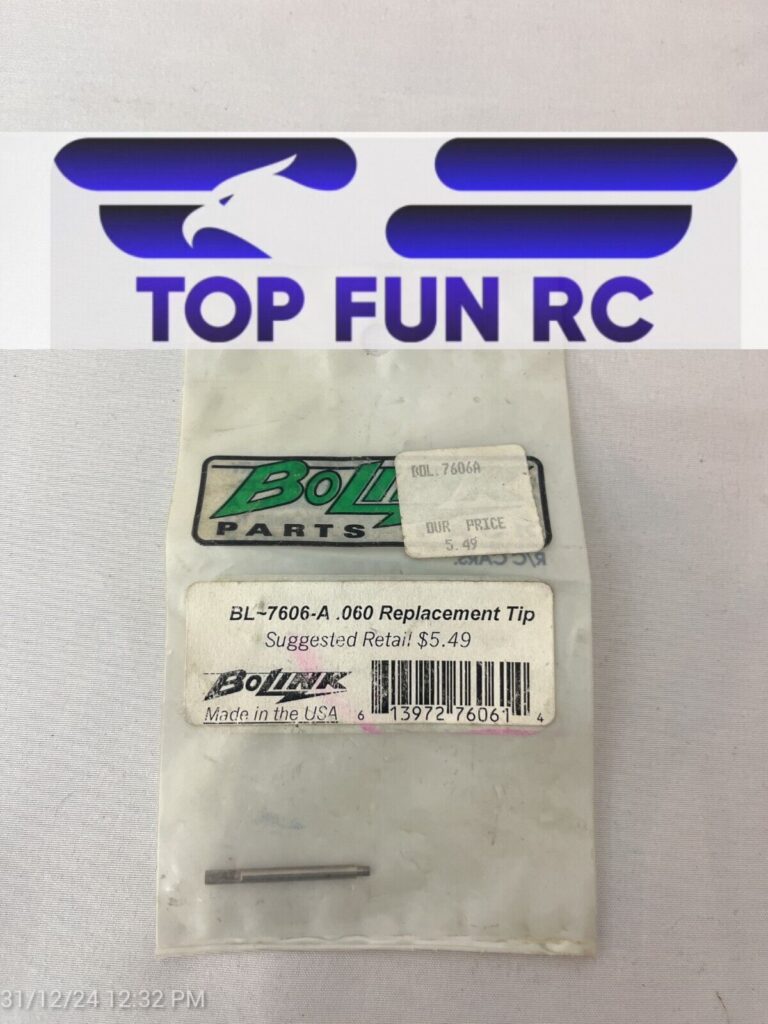 TOP FUN RC
BOLINK
PARTS
BOL.7606A
OUR PRICE
5.49
R/C CARS.
BL-7606-A .060 Replacement Tip
Suggested Retail $5.49
BOLINK
Made in the USA
6 13972 76061 4
31/12/24 12:32 PM